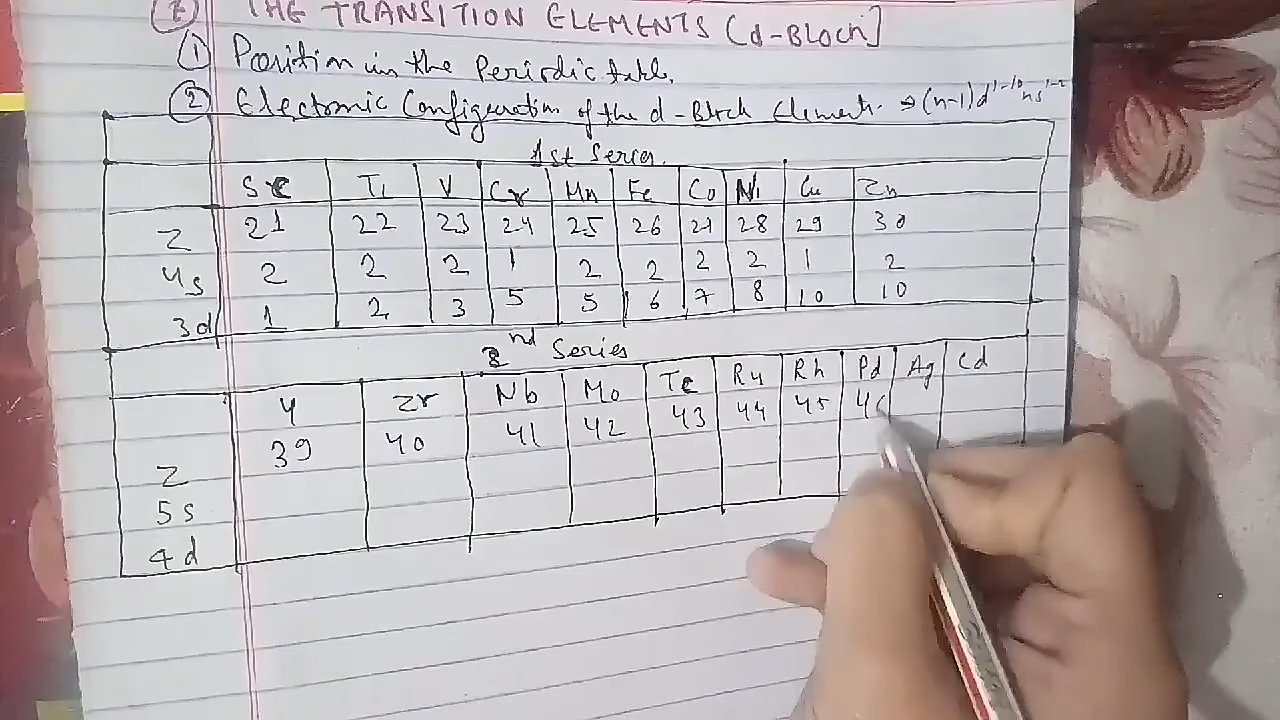 THE TRANSITION ELEMENTS [d-BLOCK]
① Position in the Periodic table.
② Electronic Configuration of the d-Block Elements. → (n-1)d¹⁻¹⁰ns¹⁻²
1st Series.
Sc Ti V Cr Mn Fe Co Ni Cu Zn
Z 21 22 23 24 25 26 27 28 29 30
4s 2 2 2 1 2 2 2 2 1 2
3d 1 2 3 5 5 6 7 8 10 10
2nd Series
Y Zr Nb Mo Tc Ru Rh Pd Ag Cd
Z 39 40 41 42 43 44 45 46
5s
4d